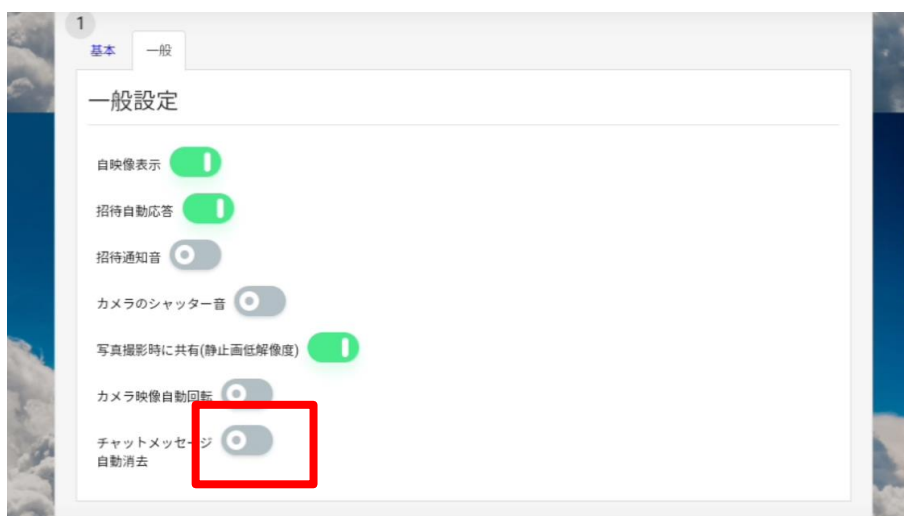 1
基本 一般
一般設定
自映像表示
招待自動応答
招待通知音
カメラのシャッター音
写真撮影時に共有(静止画低解像度)
カメラ映像自動回転
チャットメッセージ
自動消去